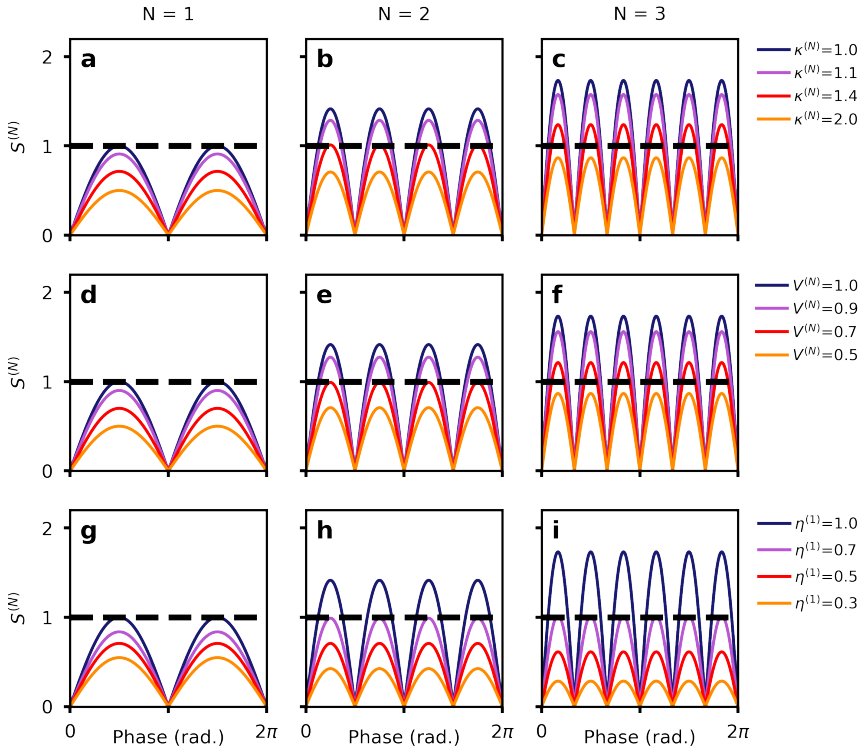 N = 1 N = 2 N = 3
a b c
2
1
0
S⁽ᴺ⁾
κ⁽ᴺ⁾=1.0
κ⁽ᴺ⁾=1.1
κ⁽ᴺ⁾=1.4
κ⁽ᴺ⁾=2.0
d e f
2
1
0
S⁽ᴺ⁾
V⁽ᴺ⁾=1.0
V⁽ᴺ⁾=0.9
V⁽ᴺ⁾=0.7
V⁽ᴺ⁾=0.5
g h i
2
1
0
S⁽ᴺ⁾
η⁽¹⁾=1.0
η⁽¹⁾=0.7
η⁽¹⁾=0.5
η⁽¹⁾=0.3
0 2π 0 2π 0 2π
Phase (rad.) Phase (rad.) Phase (rad.)